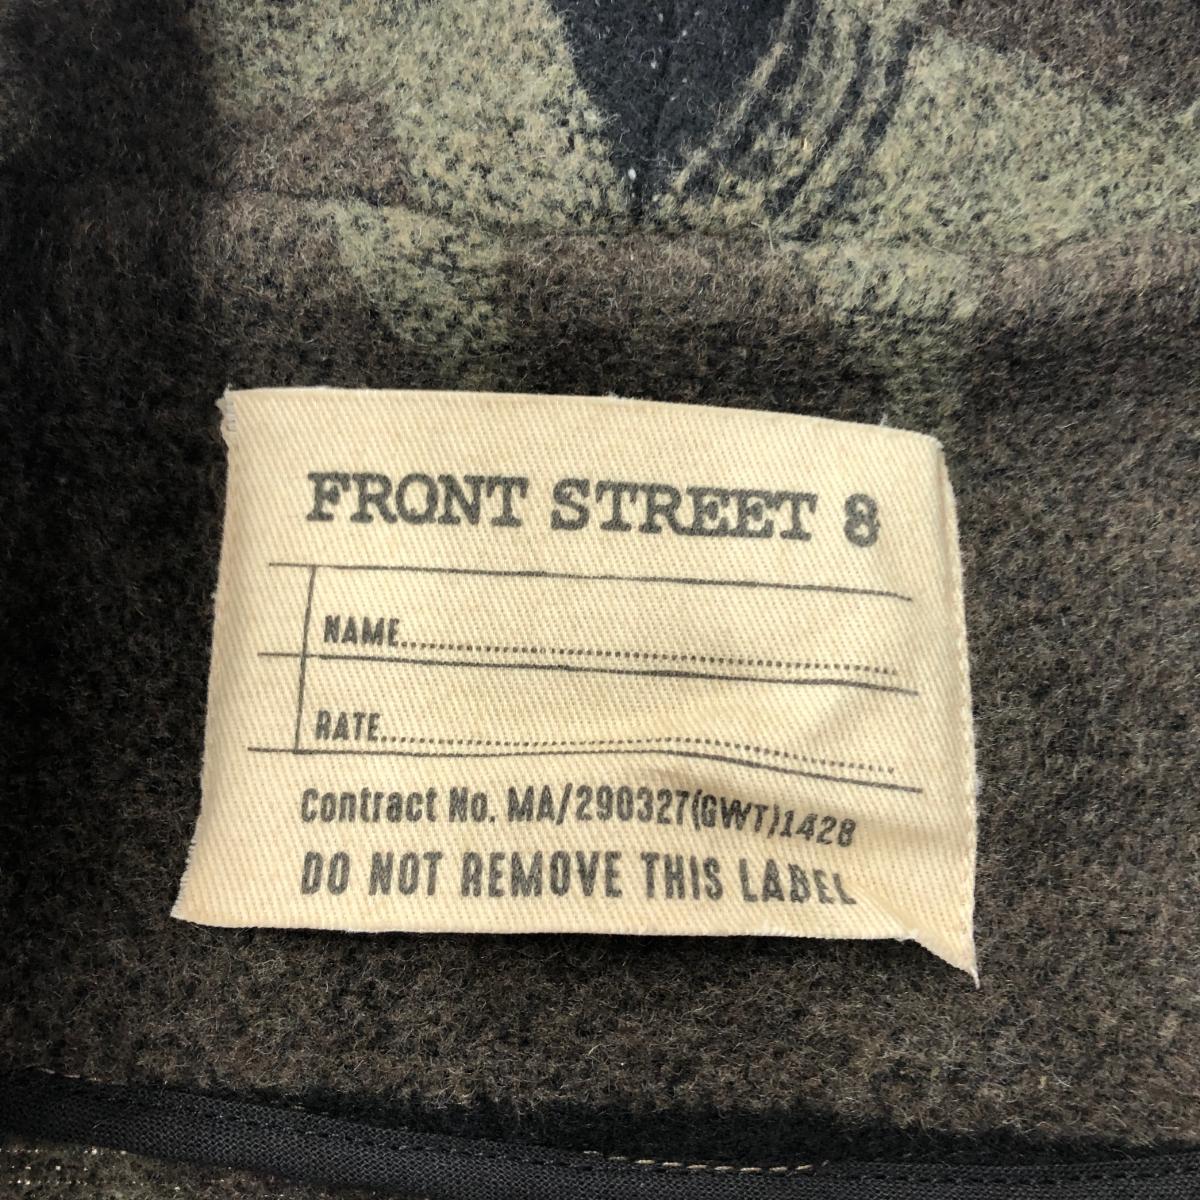 FRONT STREET 8
NAME
RATE
Contract No. MA/290327(GWT)1428
DO NOT REMOVE THIS LABEL